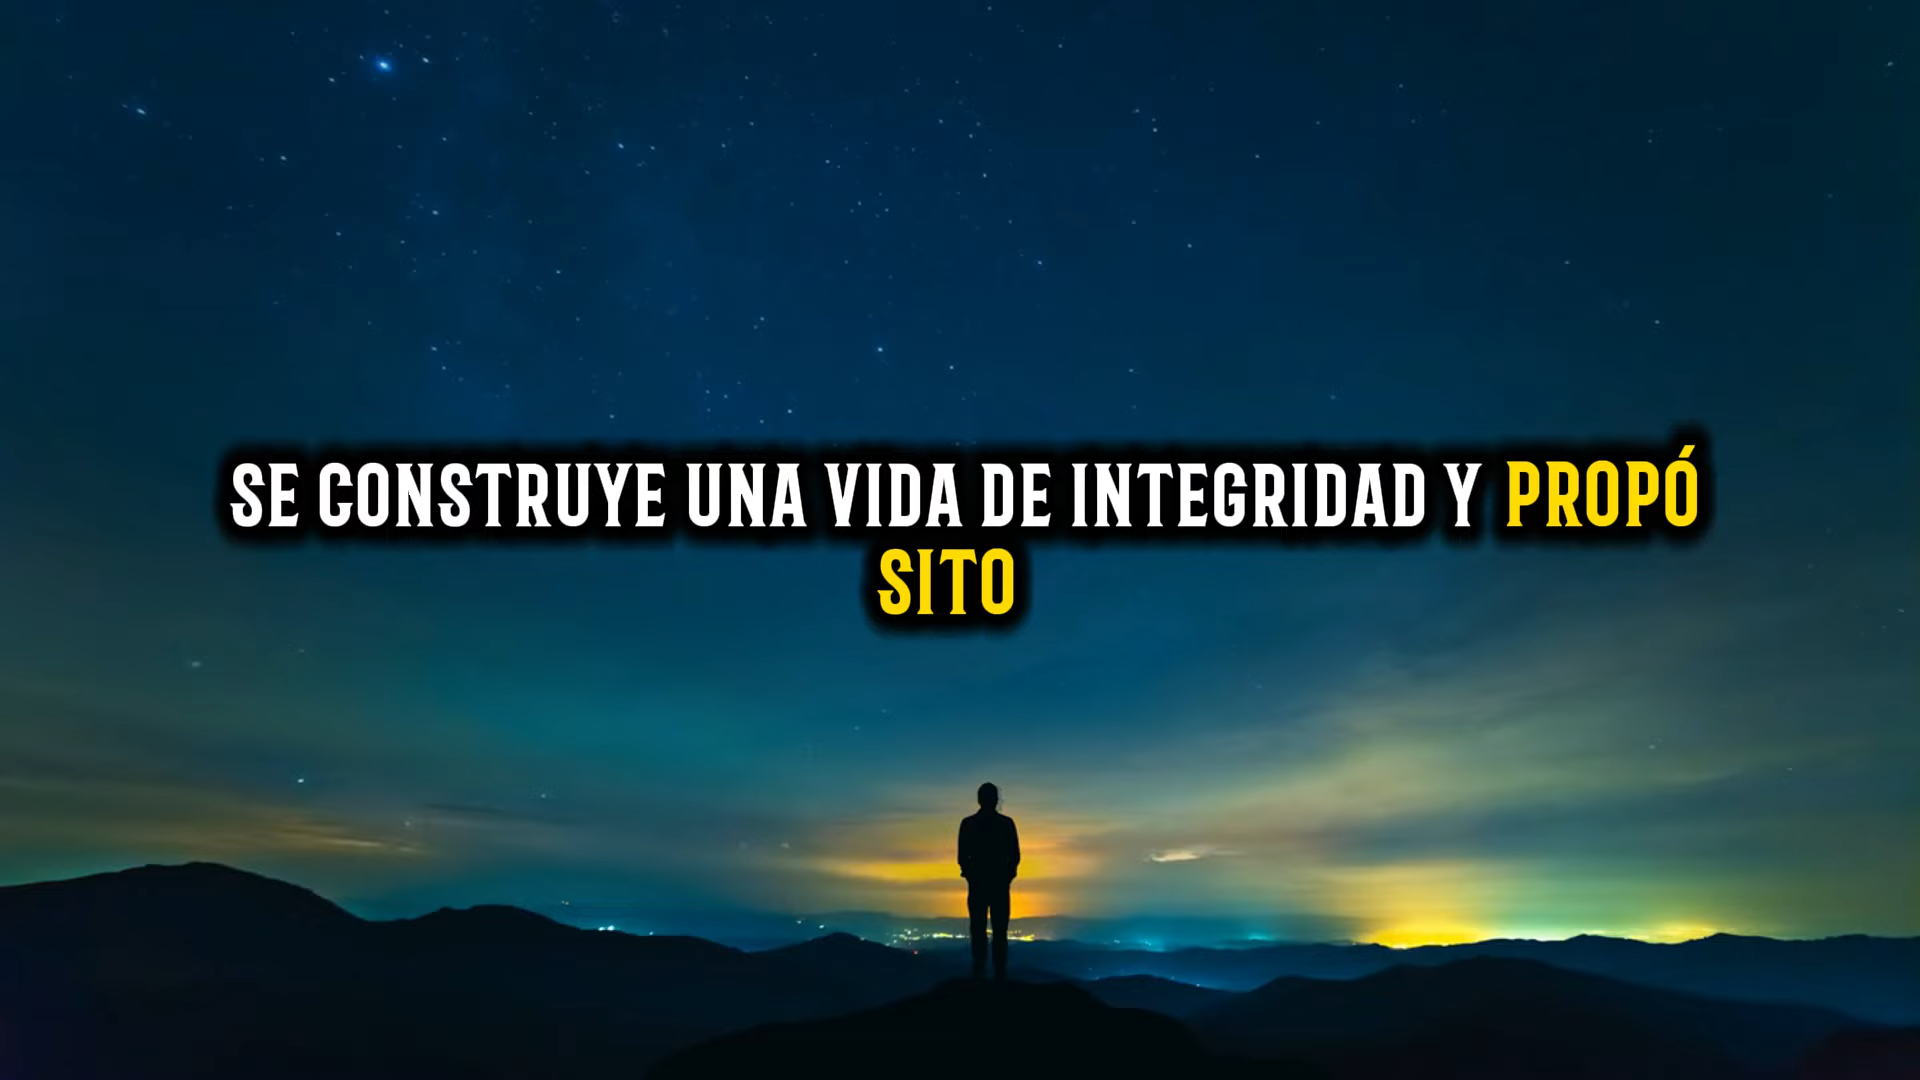 SE CONSTRUYE UNA VIDA DE INTEGRIDAD Y PROPÓ
SITO